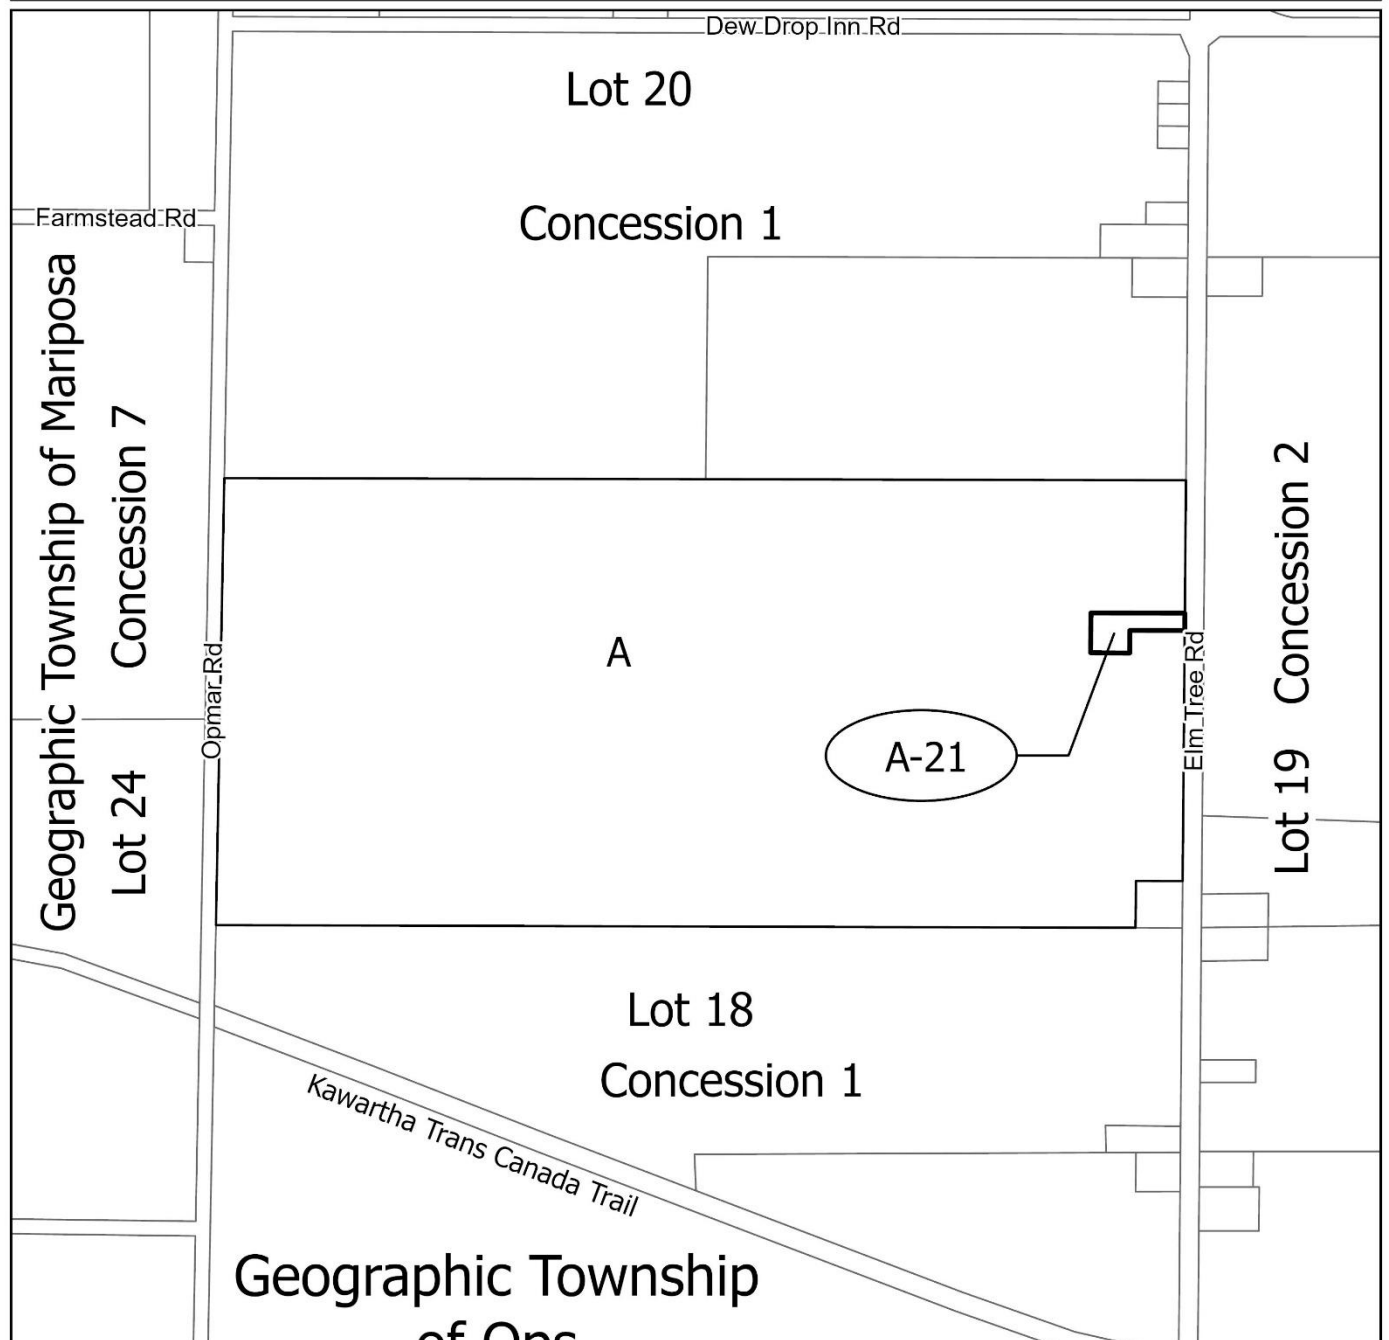 Dew Drop Inn Rd
Lot 20
Farmstead Rd
Concession 1
Geographic Township of Mariposa
Lot 24 Concession 7
Opmar Rd
A
A-21
Elm Tree Rd
Lot 19 Concession 2
Lot 18
Concession 1
Kawartha Trans Canada Trail
Geographic Township
of Ops